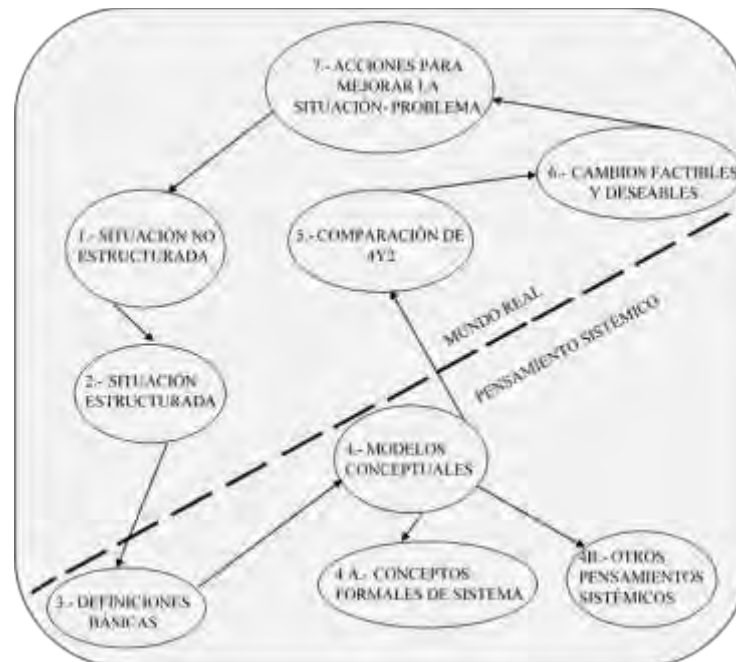 7.- ACCIONES PARA
MEJORAR LA
SITUACIÓN- PROBLEMA
6.- CAMBIOS FACTIBLES
Y DESEABLES
1.- SITUACIÓN NO
ESTRUCTURADA
5.- COMPARACIÓN DE
4Y2
MUNDO REAL
PENSAMIENTO SISTÉMICO
2.- SITUACIÓN
ESTRUCTURADA
4.- MODELOS
CONCEPTUALES
3.- DEFINICIONES
BÁSICAS
4 A.- CONCEPTOS
FORMALES DE SISTEMA
4B.- OTROS
PENSAMIENTOS
SISTÉMICOS